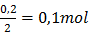 0,2/2 = 0,1mol